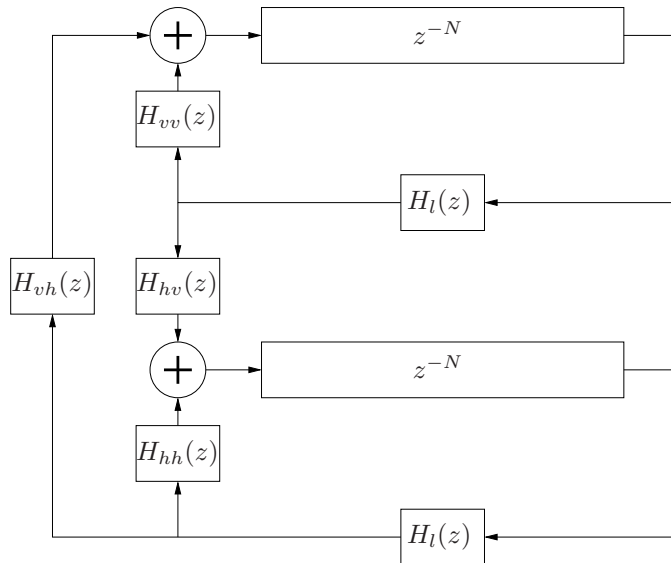 +
z^{-N}
H_{vv}(z)
H_l(z)
H_{vh}(z)
H_{hv}(z)
+
z^{-N}
H_{hh}(z)
H_l(z)